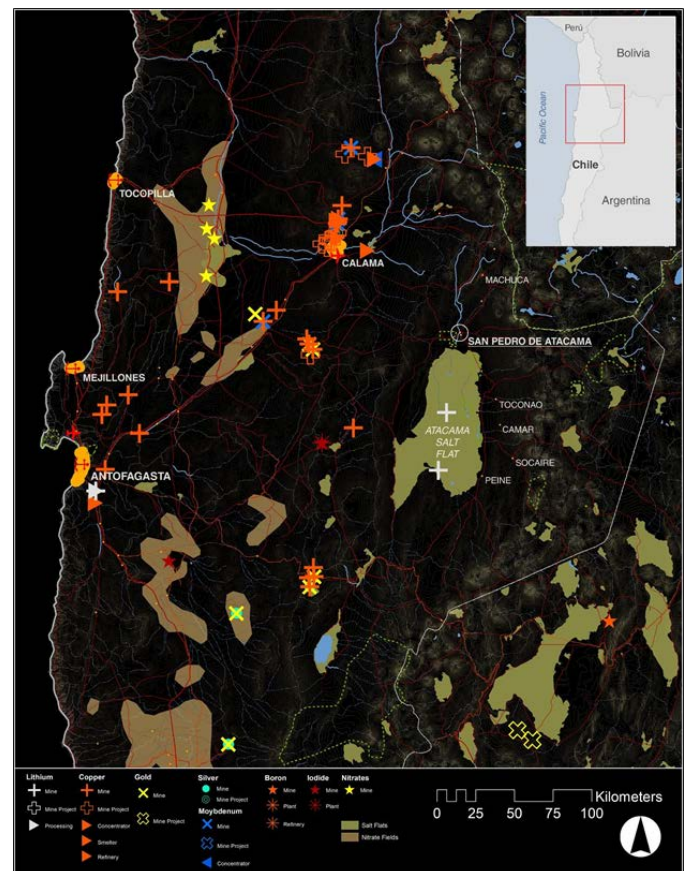 Perú
Bolivia
Pacific Ocean
Chile
Argentina
TOCOPILLA
CALAMA
MACHUCA
SAN PEDRO DE ATACAMA
MEJILLONES
TOCONAO
ATACAMA
SALT
FLAT
CAMAR
SOCAIRE
PEINE
ANTOFAGASTA
Lithium
Mine
Mine Project
Processing
Copper
Mine
Mine Project
Concentrator
Smeltor
Refinery
Gold
Mine
Mine Project
Silver
Mine
Mine Project
Moybdenum
Mine
Mine Project
Concentrator
Boron
Mine
Plant
Refinery
Iodide
Mine
Plant
Nitrates
Mine
Salt Flats
Nitrate Fields
Kilometers
0 25 50 75 100